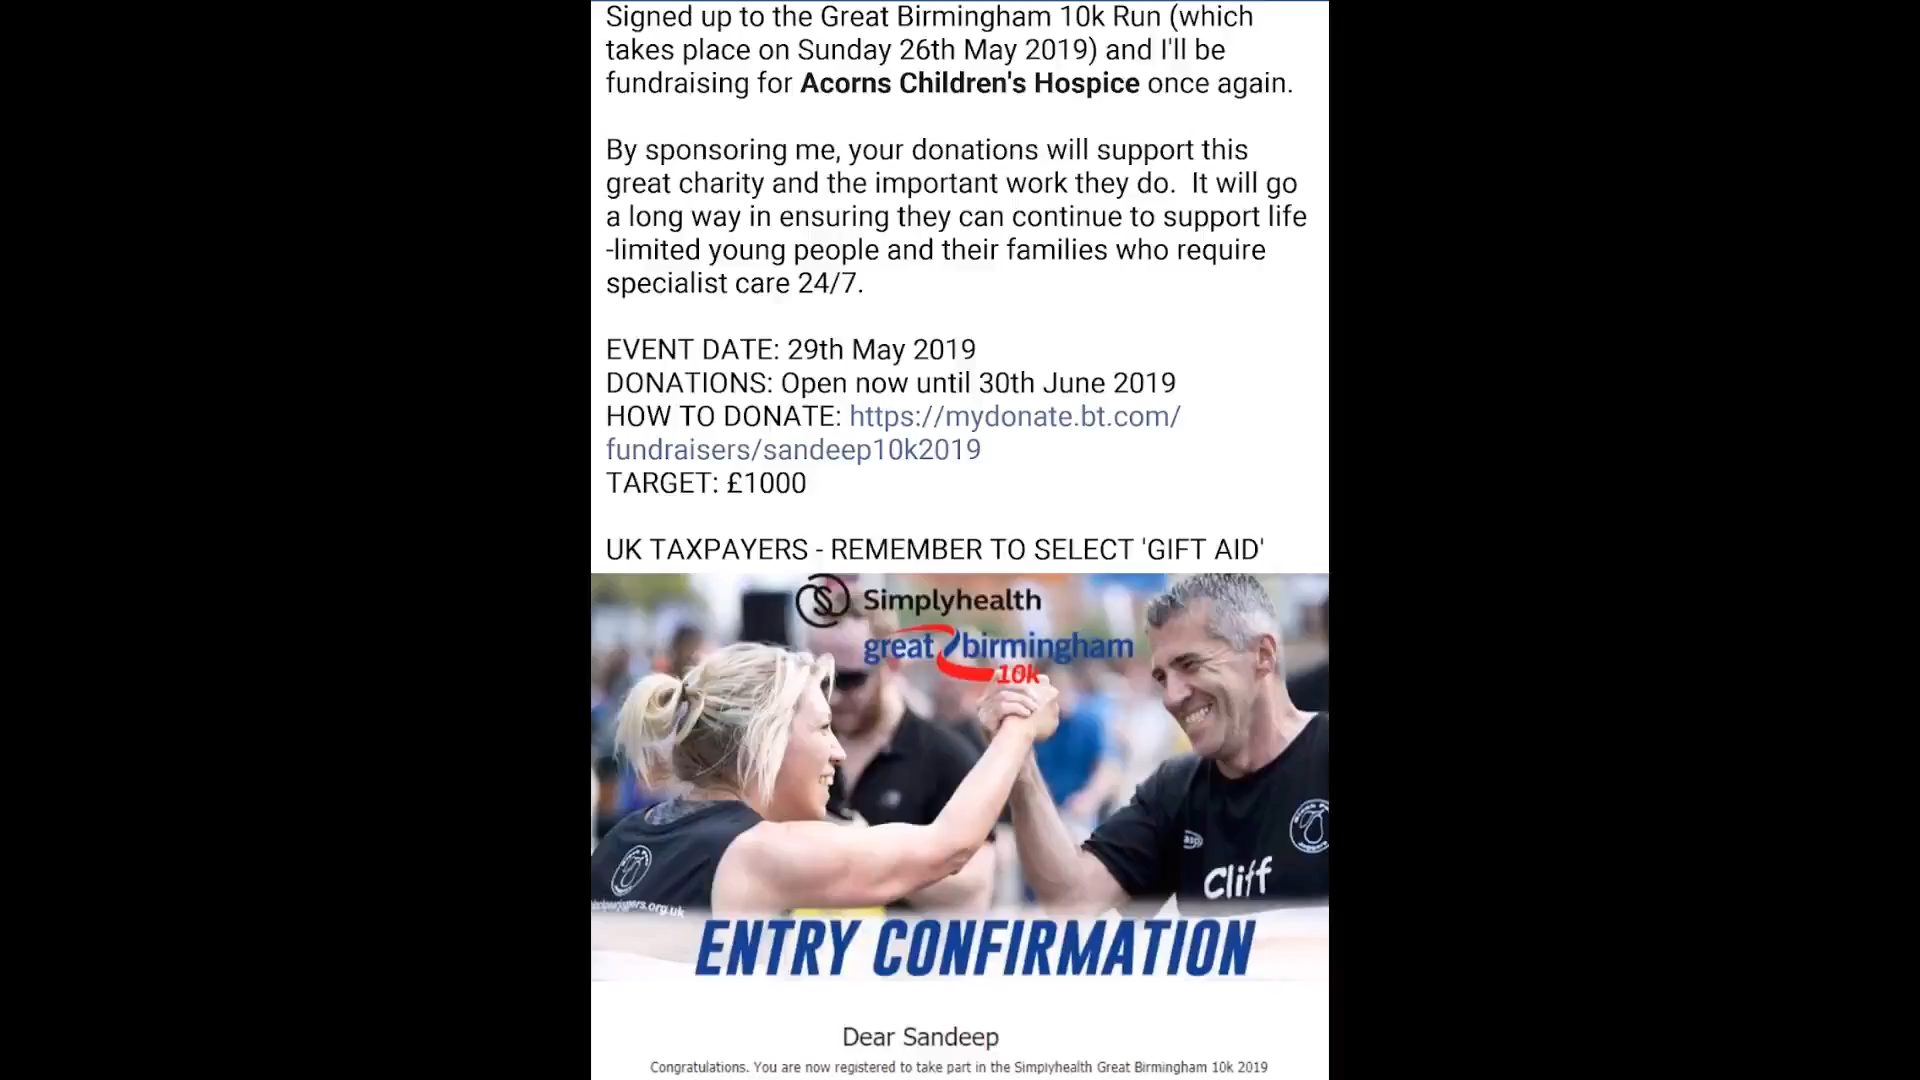 Signed up to the Great Birmingham 10k Run (which
takes place on Sunday 26th May 2019) and I'll be
fundraising for Acorns Children's Hospice once again.
By sponsoring me, your donations will support this
great charity and the important work they do.  It will go
a long way in ensuring they can continue to support life
-limited young people and their families who require
specialist care 24/7.
EVENT DATE: 29th May 2019
DONATIONS: Open now until 30th June 2019
HOW TO DONATE: https://mydonate.bt.com/
fundraisers/sandeep10k2019
TARGET: £1000
UK TAXPAYERS - REMEMBER TO SELECT 'GIFT AID'
Simplyhealth
great birmingham
10k
Cliff
ENTRY CONFIRMATION
Dear Sandeep
Congratulations. You are now registered to take part in the Simplyhealth Great Birmingham 10k 2019